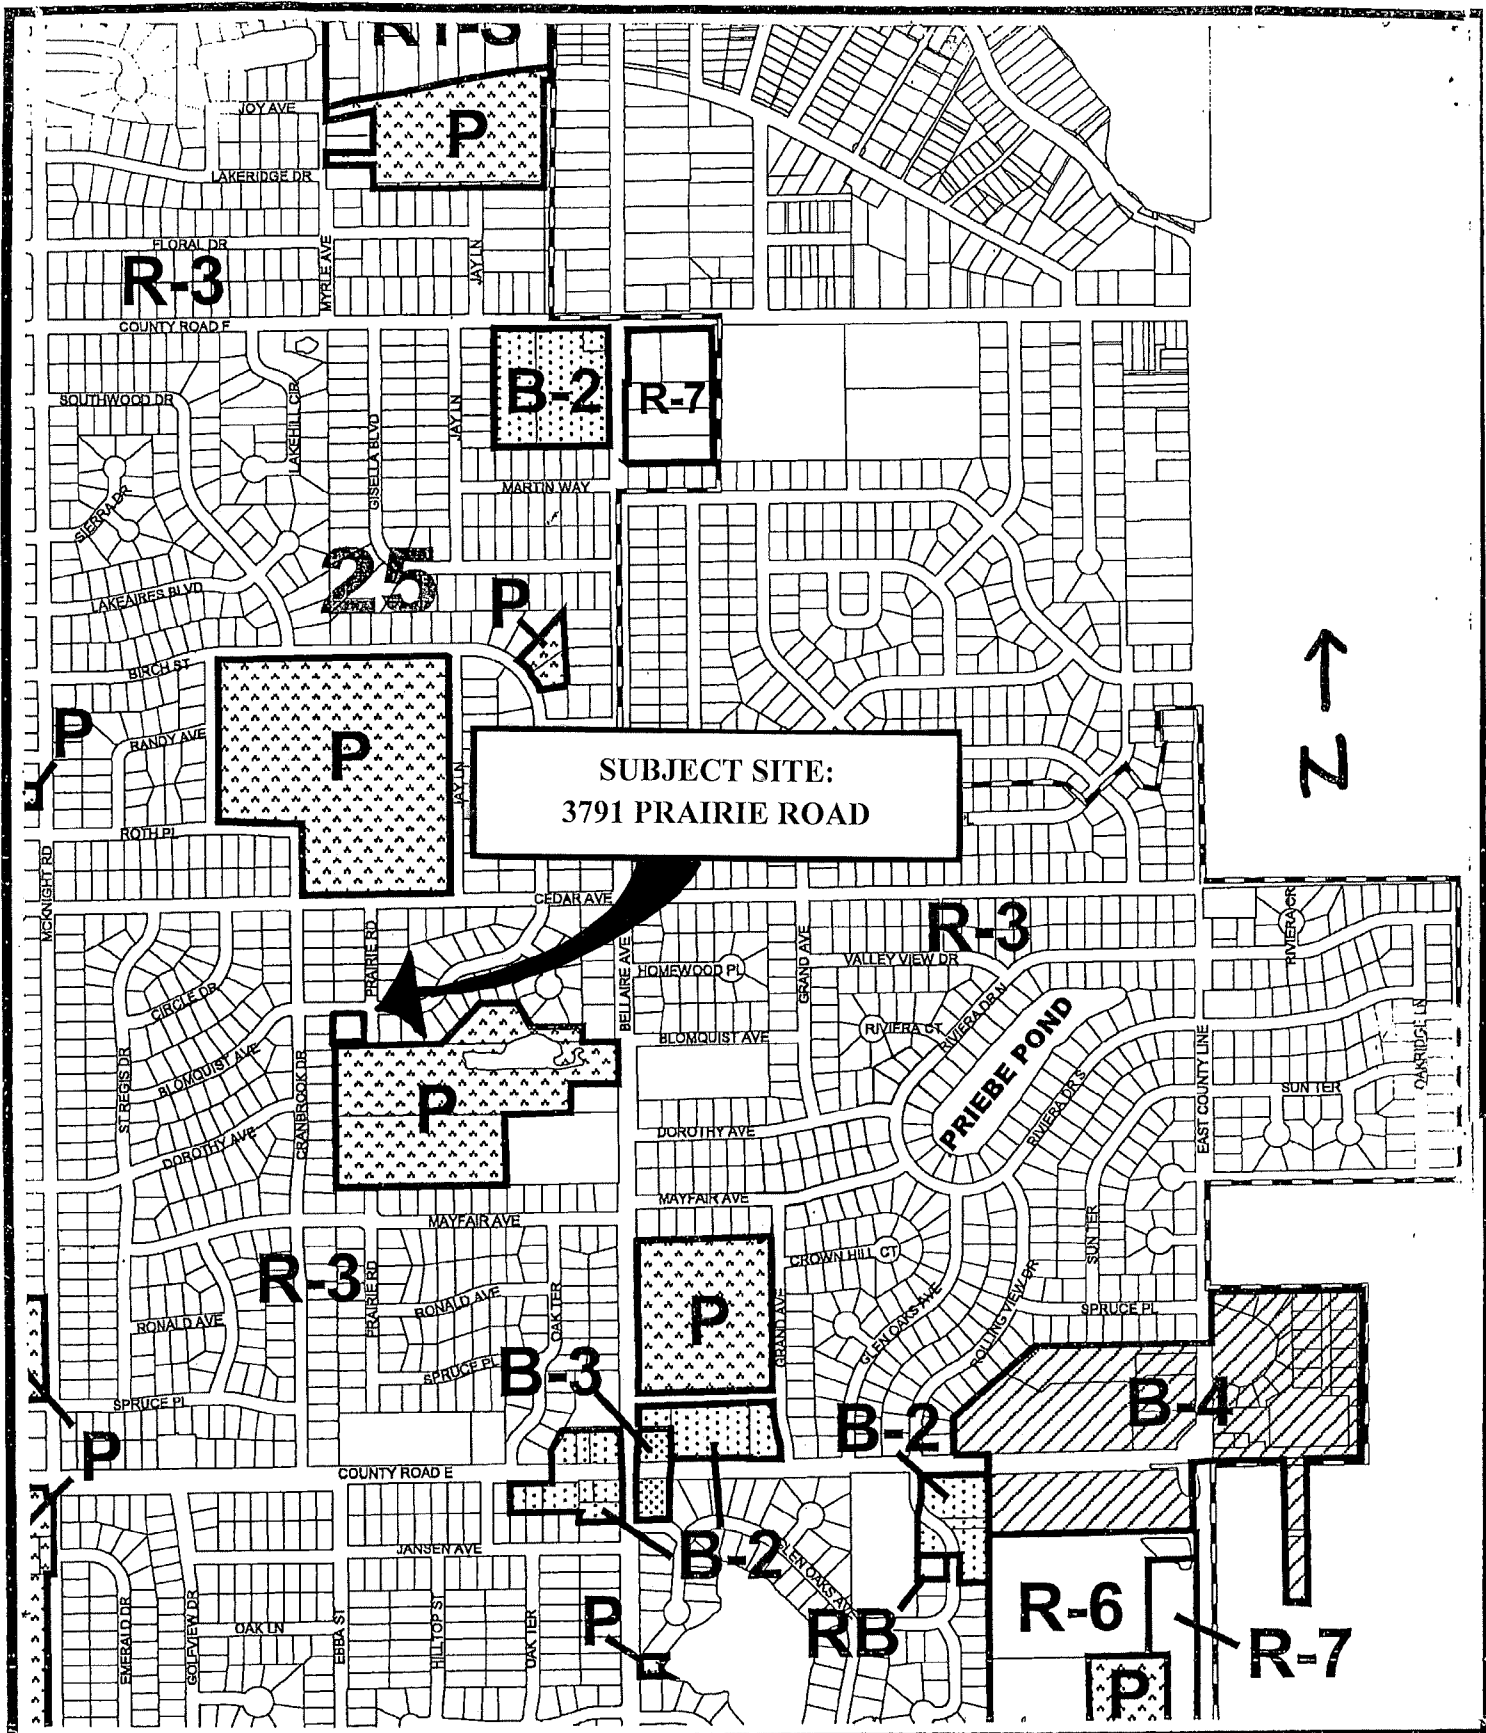 R1-3
JOY AVE
P
LAKERIDGE DR
FLORAL DR
R-3
MYRLE AVE
JAY LN
COUNTY ROAD F
B-2
R-7
SOUTHWOOD DR
LAKEHILL CIR
GISELLA BLVD
JAY LN
MARTIN WAY
SIERRA DR
25
LAKEAIRES BLVD
P
BIRCH ST
P
P
RANDY AVE
JAY LN
SUBJECT SITE:
3791 PRAIRIE ROAD
N
ROTH PL
MCKNIGHT RD
CEDAR AVE
PRAIRIE RD
BELLAIRE AVE
HOMEWOOD PL
GRAND AVE
R-3
VALLEY VIEW DR
RIVIERA CR
CIRCLE DR
RIVIERA CT
RIVIERA DR N
BLOMQUIST AVE
BLOMQUIST AVE
PRIEBE POND
ST REGIS DR
CRANBROOK DR
P
DOROTHY AVE
DOROTHY AVE
RIVIERA DR S
EAST COUNTY LINE
SUN TER
OAKRIDGE LN
MAYFAIR AVE
MAYFAIR AVE
CROWN HILL CT
SUN TER
R-3
PRAIRIE RD
RONALD AVE
RONALD AVE
OAK TER
P
GRAND AVE
GLEN OAKS AVE
ROLLING VIEW DR
SPRUCE PL
SPRUCE PL
B-3
B-4
SPRUCE PL
B-2
P
COUNTY ROAD E
JANSEN AVE
B-2
GLEN OAKS AVE
EMERALD DR
GOLFVIEW DR
OAK LN
EBBA ST
HILLTOP ST
OAK TER
P
RB
R-6
R-7
P